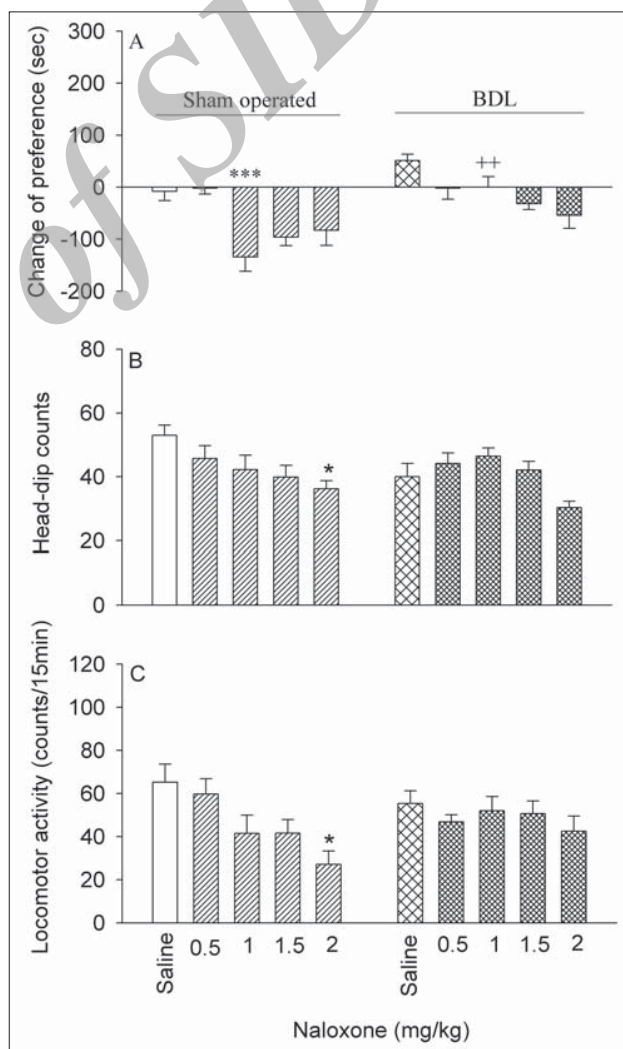 of SID
A
Change of preference (sec)
300
200
100
0
-100
-200
Sham operated
BDL
***
++
B
Head-dip counts
80
60
40
20
0
*
C
Locomotor activity (counts/15min)
120
100
80
60
40
20
0
*
Saline 0.5 1 1.5 2 Saline 0.5 1 1.5 2
Naloxone (mg/kg)